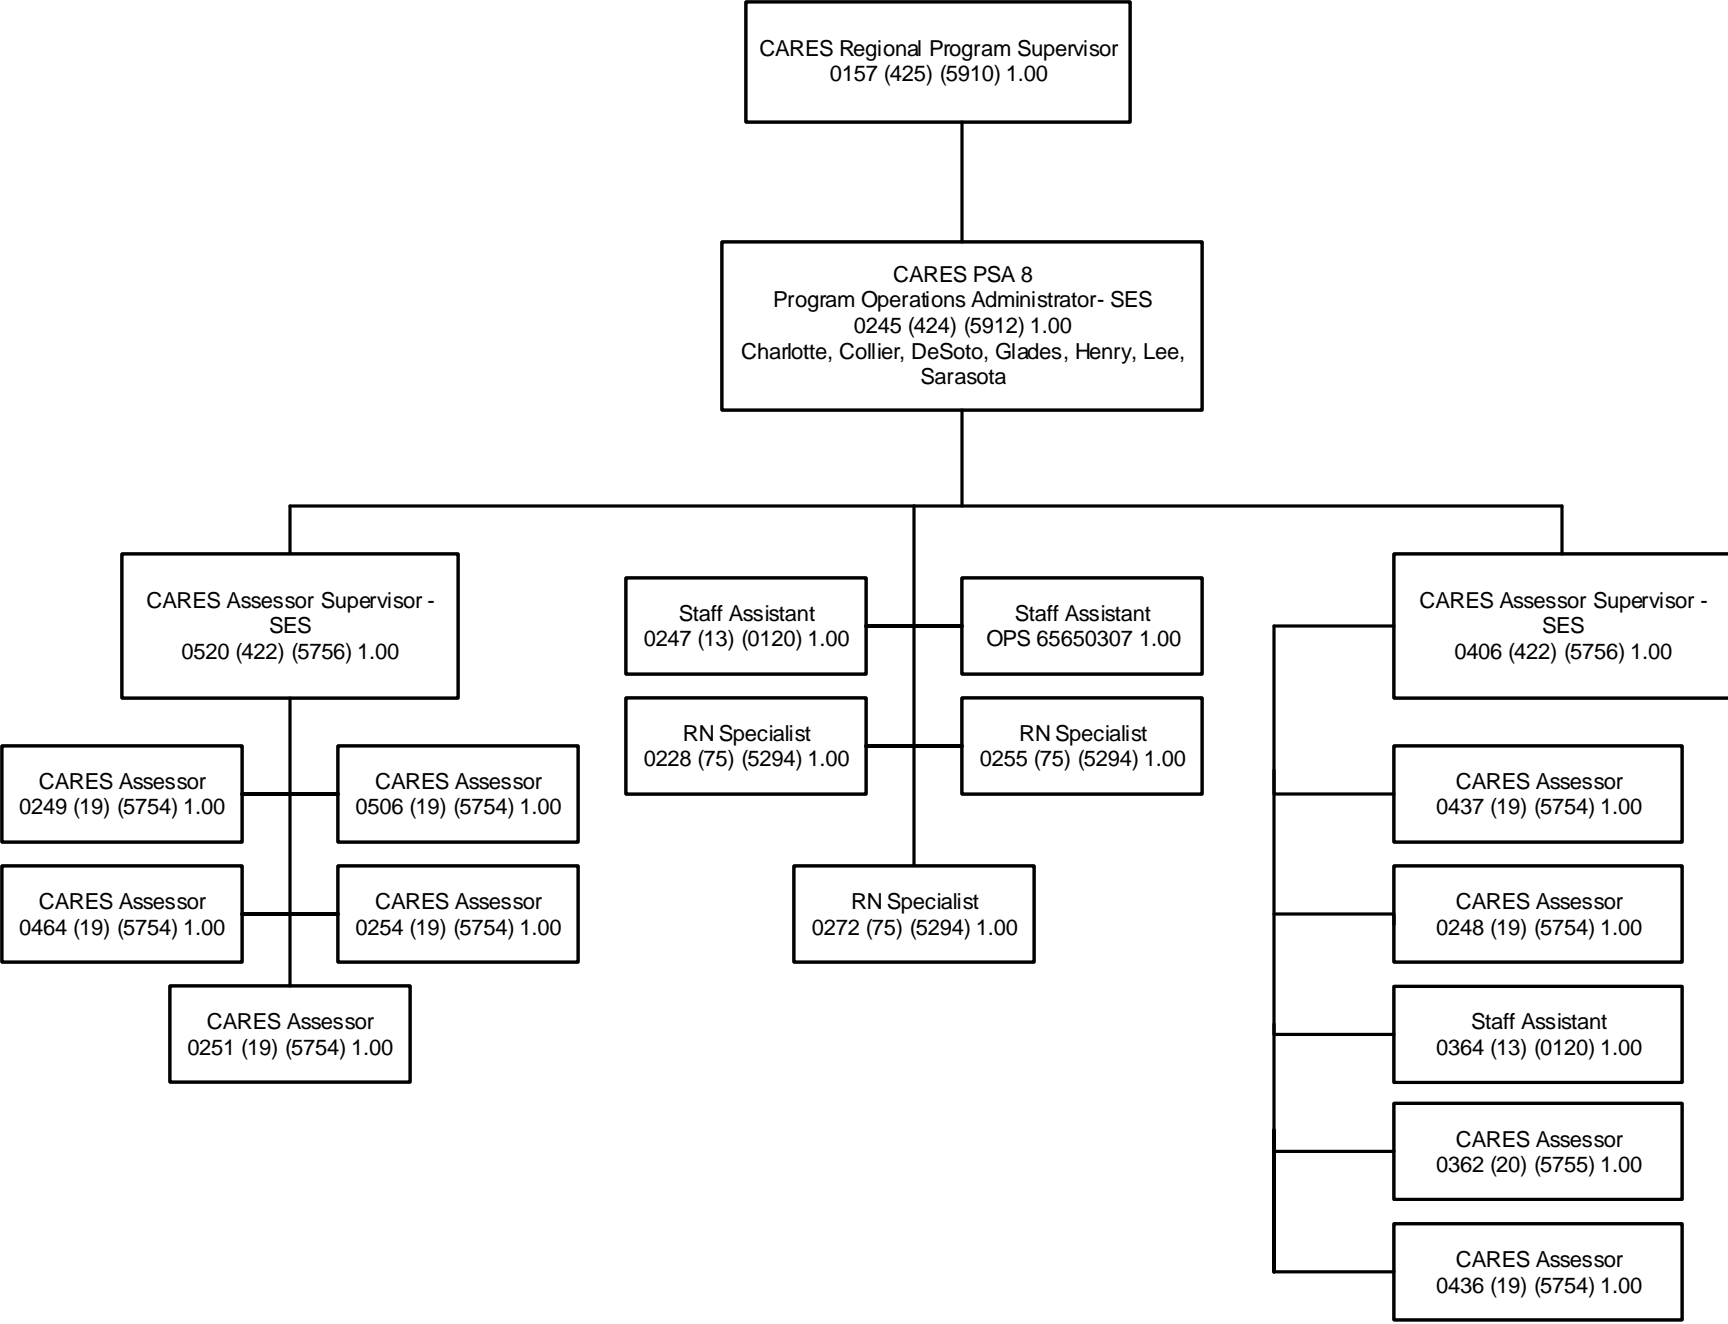 CARES Regional Program Supervisor
0157 (425) (5910) 1.00
CARES PSA 8
Program Operations Administrator- SES
0245 (424) (5912) 1.00
Charlotte, Collier, DeSoto, Glades, Henry, Lee,
Sarasota
CARES Assessor Supervisor -
SES
0520 (422) (5756) 1.00
CARES Assessor
0249 (19) (5754) 1.00
CARES Assessor
0506 (19) (5754) 1.00
CARES Assessor
0464 (19) (5754) 1.00
CARES Assessor
0254 (19) (5754) 1.00
CARES Assessor
0251 (19) (5754) 1.00
Staff Assistant
0247 (13) (0120) 1.00
Staff Assistant
OPS 65650307 1.00
RN Specialist
0228 (75) (5294) 1.00
RN Specialist
0255 (75) (5294) 1.00
RN Specialist
0272 (75) (5294) 1.00
CARES Assessor Supervisor -
SES
0406 (422) (5756) 1.00
CARES Assessor
0437 (19) (5754) 1.00
CARES Assessor
0248 (19) (5754) 1.00
Staff Assistant
0364 (13) (0120) 1.00
CARES Assessor
0362 (20) (5755) 1.00
CARES Assessor
0436 (19) (5754) 1.00